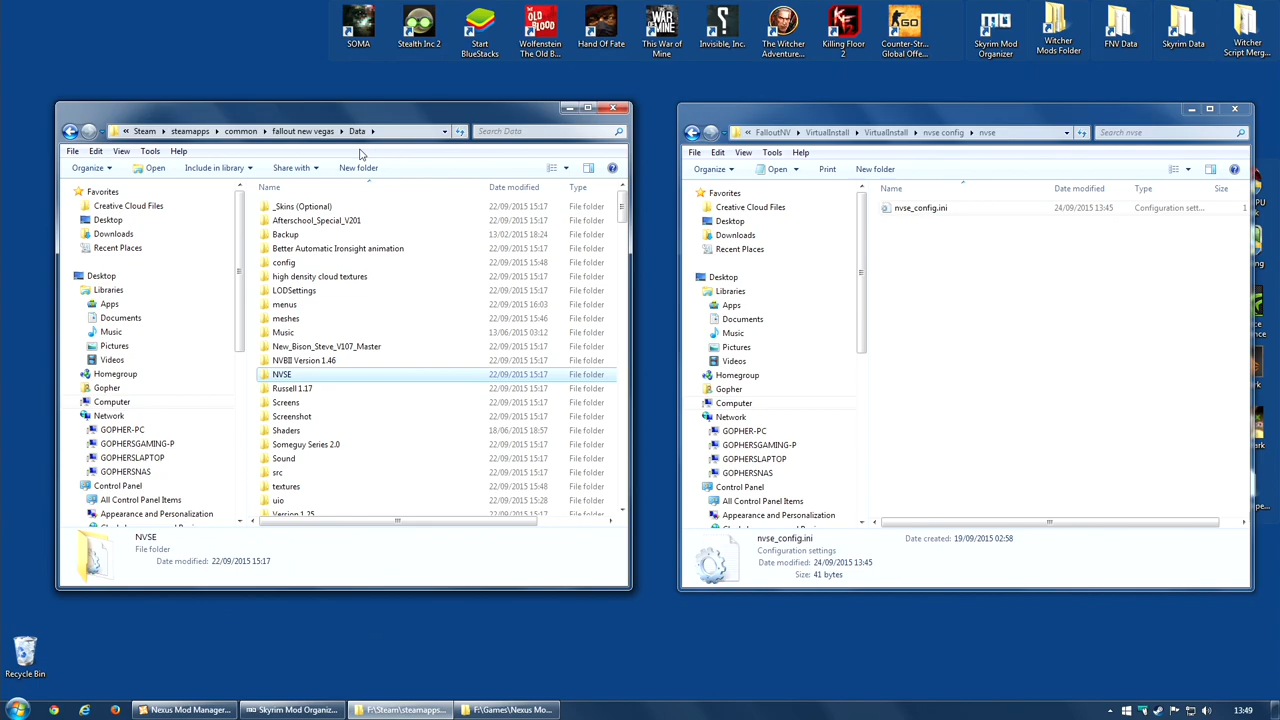 SOMA
Stealth Inc 2
Start BlueStacks
Wolfenstein The Old B...
Hand Of Fate
This War of Mine
Invisible, Inc.
The Witcher Adventure...
Killing Floor 2
Counter-Str... Global Offe...
Skyrim Mod Organizer
Witcher Mods Folder
FNV Data
Skyrim Data
Witcher Script Merg...
« Steam steamapps common fallout new vegas Data
Search Data
File Edit View Tools Help
Organize Open Include in library Share with New folder
Favorites
Creative Cloud Files
Desktop
Downloads
Recent Places
Desktop
Libraries
Apps
Documents
Music
Pictures
Videos
Homegroup
Gopher
Computer
Network
GOPHER-PC
GOPHERSGAMING-P
GOPHERSLAPTOP
GOPHERSNAS
Control Panel
All Control Panel Items
Appearance and Personalization
Name Date modified Type
_Skins (Optional) 22/09/2015 15:17 File folder
Afterschool_Special_V201 22/09/2015 15:17 File folder
Backup 13/02/2015 18:24 File folder
Better Automatic Ironsight animation 22/09/2015 15:17 File folder
config 22/09/2015 15:48 File folder
high density cloud textures 22/09/2015 15:17 File folder
LODSettings 22/09/2015 15:17 File folder
menus 22/09/2015 16:03 File folder
meshes 22/09/2015 15:46 File folder
Music 13/06/2015 03:12 File folder
New_Bison_Steve_V107_Master 22/09/2015 15:17 File folder
NVBII Version 1.46 22/09/2015 15:17 File folder
NVSE 22/09/2015 15:17 File folder
Russell 1.17 22/09/2015 15:17 File folder
Screens 22/09/2015 15:17 File folder
Screenshot 22/09/2015 15:17 File folder
Shaders 18/06/2015 18:57 File folder
Someguy Series 2.0 22/09/2015 15:17 File folder
Sound 22/09/2015 15:17 File folder
src 22/09/2015 15:17 File folder
textures 22/09/2015 15:17 File folder
uio 22/09/2015 15:28 File folder
Version 1.25 22/09/2015 15:17 File folder
NVSE
File folder
Date modified: 22/09/2015 15:17
« FalloutNV VirtualInstall VirtualInstall nvse config nvse
Search nvse
File Edit View Tools Help
Organize Open Print New folder
Favorites
Creative Cloud Files
Desktop
Downloads
Recent Places
Desktop
Libraries
Apps
Documents
Music
Pictures
Videos
Homegroup
Gopher
Computer
Network
GOPHER-PC
GOPHERSGAMING-P
GOPHERSLAPTOP
GOPHERSNAS
Control Panel
All Control Panel Items
Appearance and Personalization
Name Date modified Type Size
nvse_config.ini 24/09/2015 13:45 Configuration sett... 1
nvse_config.ini
Configuration settings
Date modified: 24/09/2015 13:45
Size: 41 bytes
Date created: 19/09/2015 02:58
Recycle Bin
Nexus Mod Manager...
Skyrim Mod Organiz...
F:\Steam\steamapps...
F:\Games\Nexus Mo...
13:49